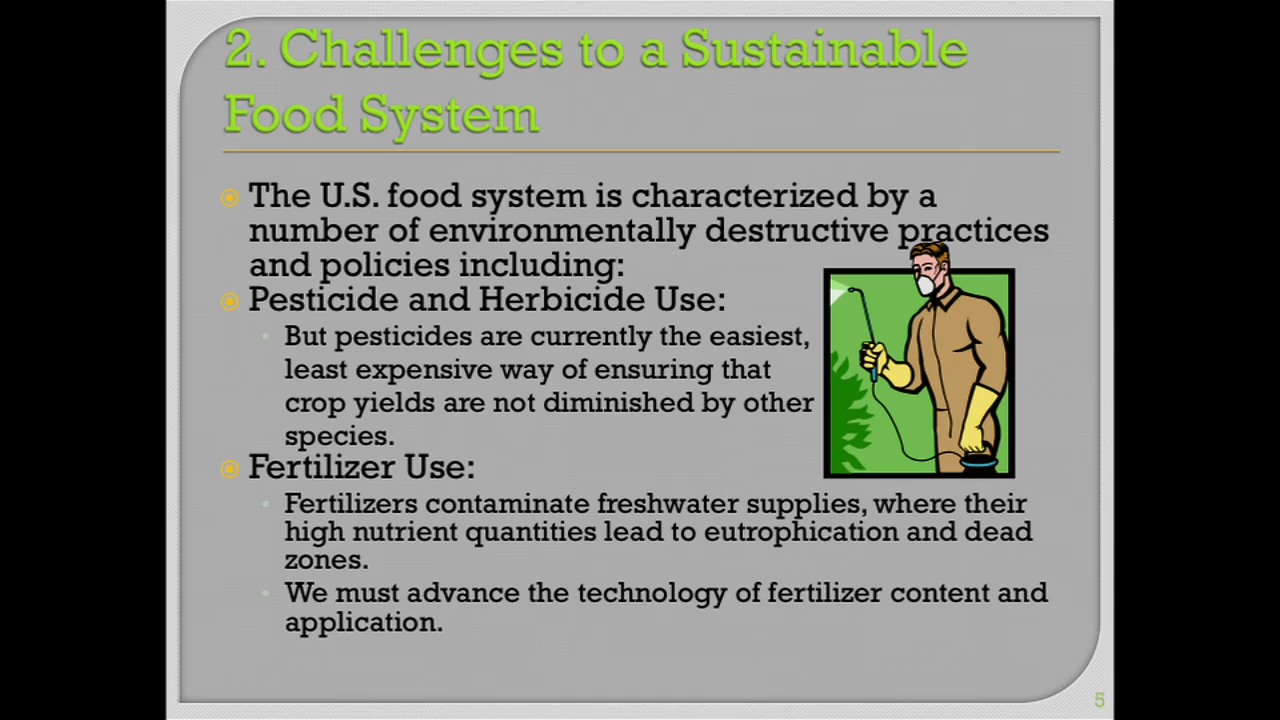 2. Challenges to a Sustainable
Food System
The U.S. food system is characterized by a
number of environmentally destructive practices
and policies including:
Pesticide and Herbicide Use:
But pesticides are currently the easiest,
least expensive way of ensuring that
crop yields are not diminished by other
species.
Fertilizer Use:
Fertilizers contaminate freshwater supplies, where their
high nutrient quantities lead to eutrophication and dead
zones.
We must advance the technology of fertilizer content and
application.
5